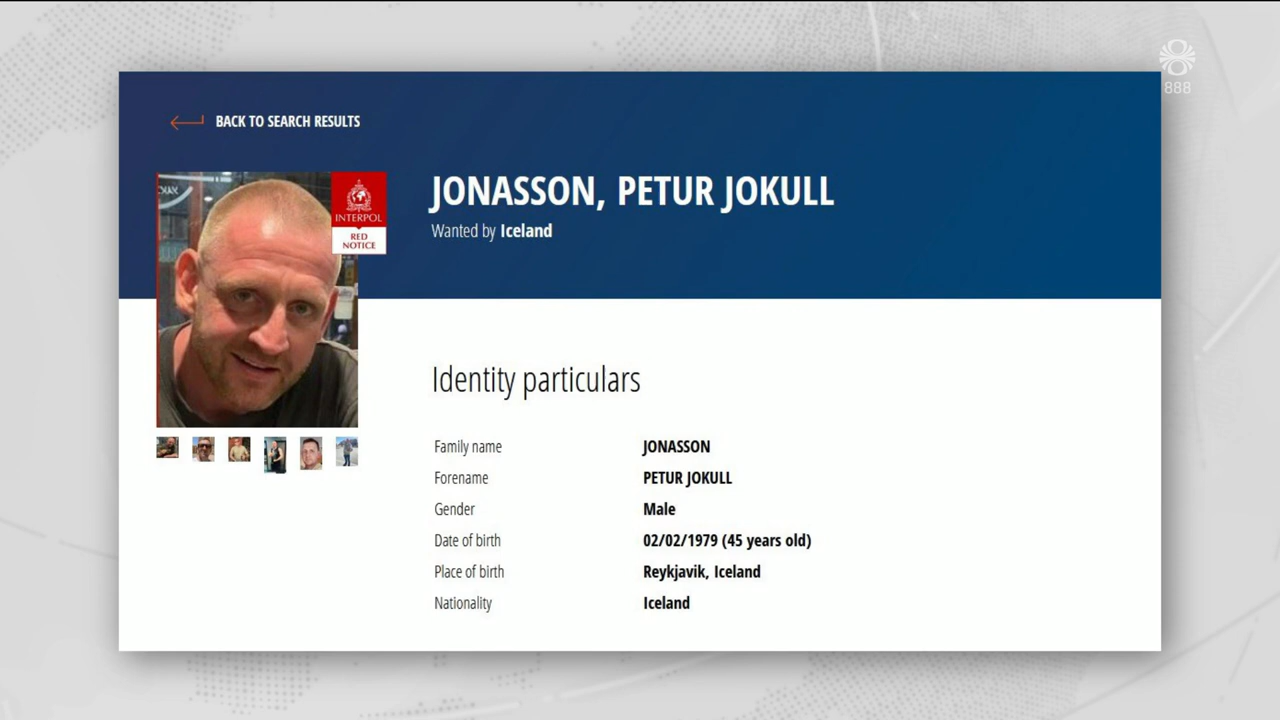 888
BACK TO SEARCH RESULTS
INTERPOL
RED
NOTICE
JONASSON, PETUR JOKULL
Wanted by Iceland
Identity particulars
Family name JONASSON
Forename PETUR JOKULL
Gender Male
Date of birth 02/02/1979 (45 years old)
Place of birth Reykjavik, Iceland
Nationality Iceland